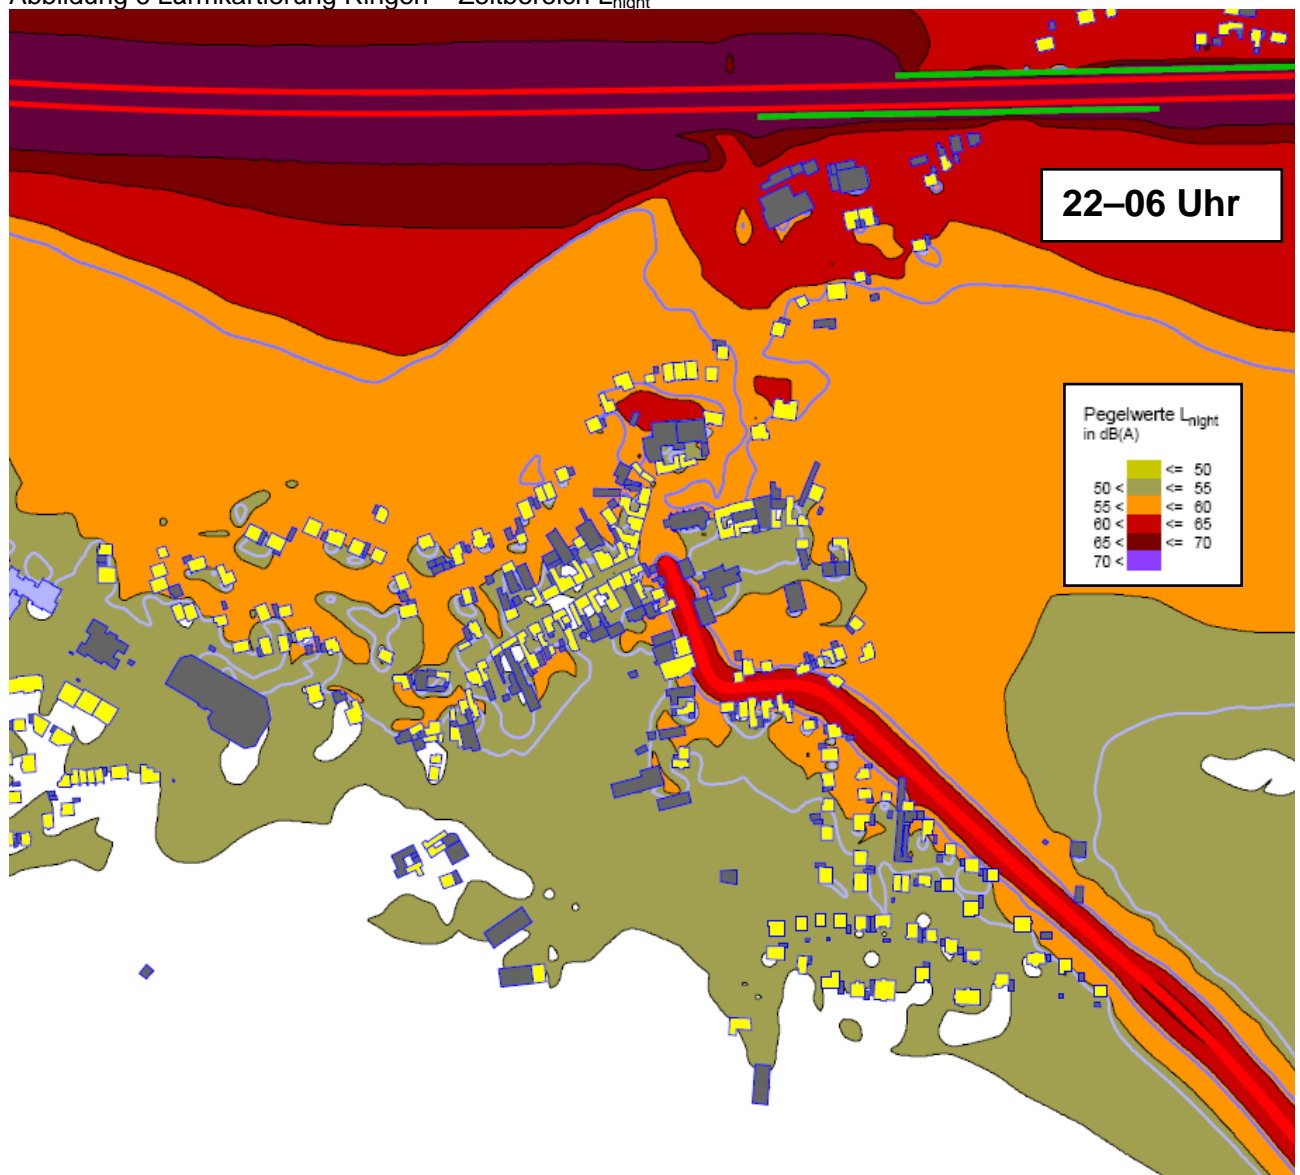 22–06 Uhr
Pegelwerte Lnight
in dB(A)
<= 50
50 < <= 55
55 < <= 60
60 < <= 65
65 < <= 70
70 <